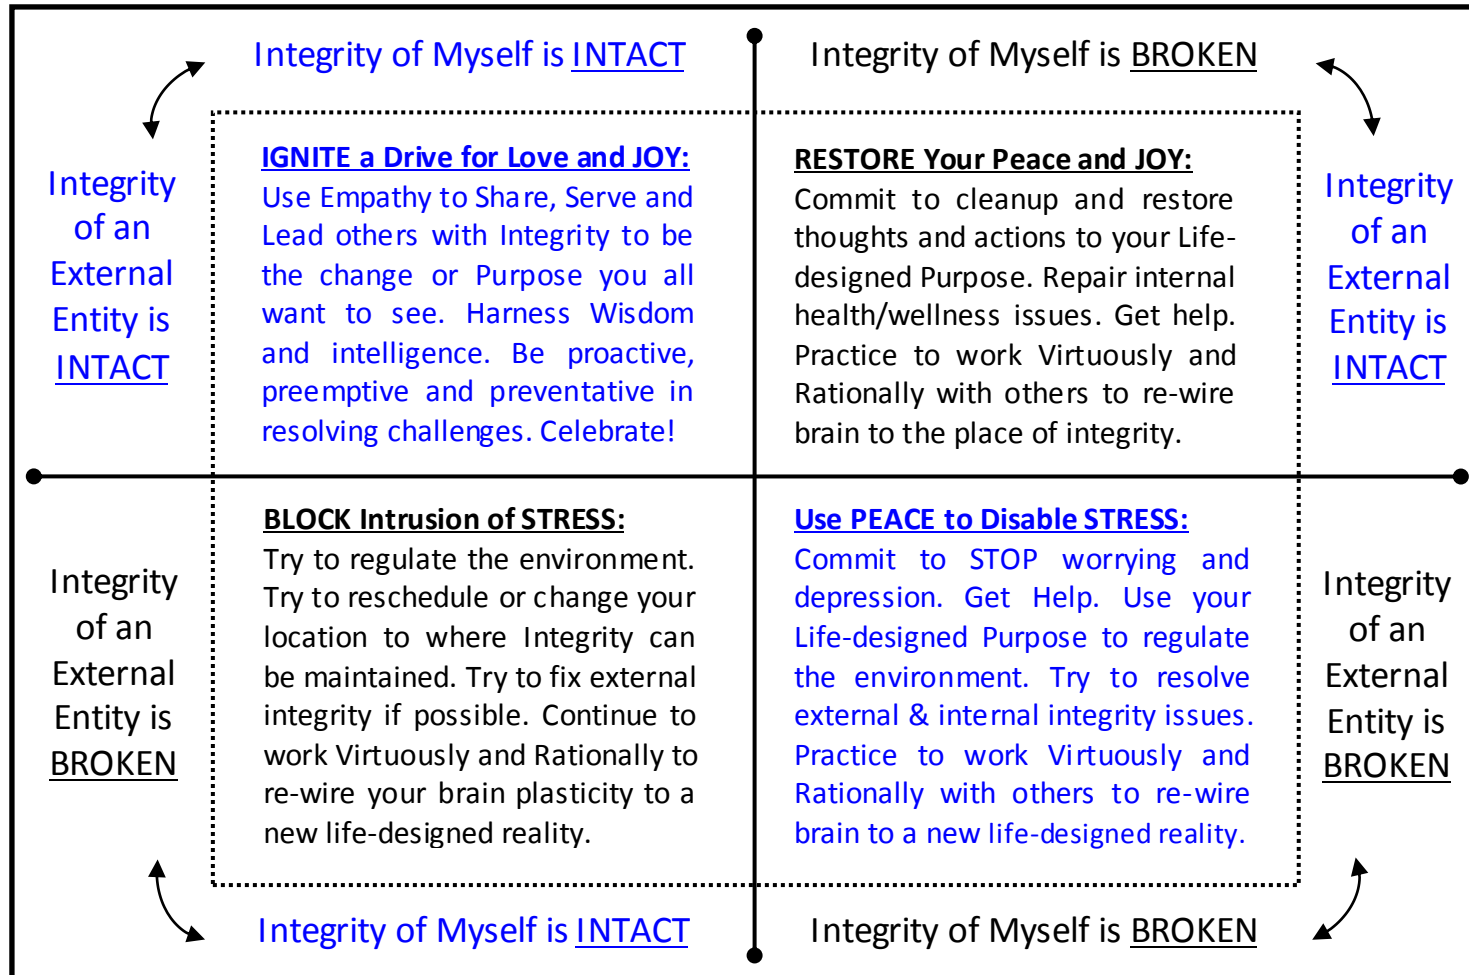 Integrity of Myself is INTACT
Integrity of Myself is BROKEN
Integrity
of an
External
Entity is
INTACT
IGNITE a Drive for Love and JOY:
Use Empathy to Share, Serve and
Lead others with Integrity to be
the change or Purpose you all
want to see. Harness Wisdom
and intelligence. Be proactive,
preemptive and preventative in
resolving challenges. Celebrate!
RESTORE Your Peace and JOY:
Commit to cleanup and restore
thoughts and actions to your Life-
designed Purpose. Repair internal
health/wellness issues. Get help.
Practice to work Virtuously and
Rationally with others to re-wire
brain to the place of integrity.
Integrity
of an
External
Entity is
INTACT
Integrity
of an
External
Entity is
BROKEN
BLOCK Intrusion of STRESS:
Try to regulate the environment.
Try to reschedule or change your
location to where Integrity can
be maintained. Try to fix external
integrity if possible. Continue to
work Virtuously and Rationally to
re-wire your brain plasticity to a
new life-designed reality.
Use PEACE to Disable STRESS:
Commit to STOP worrying and
depression. Get Help. Use your
Life-designed Purpose to regulate
the environment. Try to resolve
external & internal integrity issues.
Practice to work Virtuously and
Rationally with others to re-wire
brain to a new life-designed reality.
Integrity
of an
External
Entity is
BROKEN
Integrity of Myself is INTACT
Integrity of Myself is BROKEN